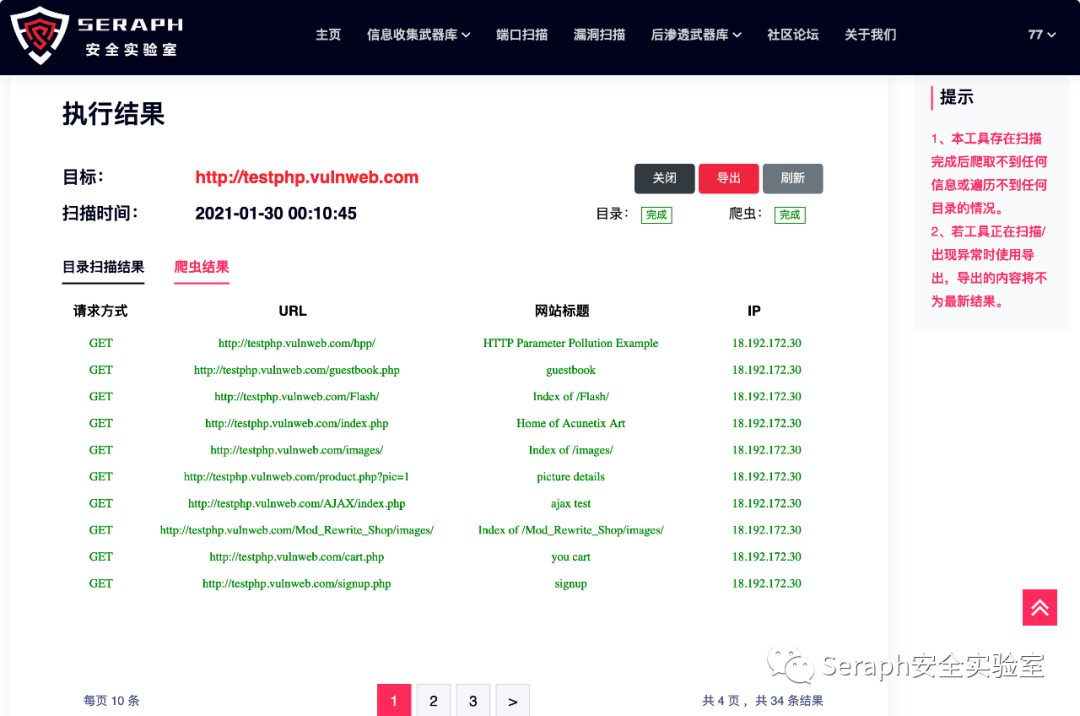 SERAPH
安全实验室
主页 信息收集武器库 端口扫描 漏洞扫描 后渗透武器库 社区论坛 关于我们 77
执行结果
目标： http://testphp.vulnweb.com 关闭 导出 刷新
扫描时间： 2021-01-30 00:10:45 目录： 完成 爬虫： 完成
目录扫描结果 爬虫结果
请求方式 URL 网站标题 IP
GET http://testphp.vulnweb.com/hpp/ HTTP Parameter Pollution Example 18.192.172.30
GET http://testphp.vulnweb.com/guestbook.php guestbook 18.192.172.30
GET http://testphp.vulnweb.com/Flash/ Index of /Flash/ 18.192.172.30
GET http://testphp.vulnweb.com/index.php Home of Acunetix Art 18.192.172.30
GET http://testphp.vulnweb.com/images/ Index of /images/ 18.192.172.30
GET http://testphp.vulnweb.com/product.php?pic=1 picture details 18.192.172.30
GET http://testphp.vulnweb.com/AJAX/index.php ajax test 18.192.172.30
GET http://testphp.vulnweb.com/Mod_Rewrite_Shop/images/ Index of /Mod_Rewrite_Shop/images/ 18.192.172.30
GET http://testphp.vulnweb.com/cart.php you cart 18.192.172.30
GET http://testphp.vulnweb.com/signup.php signup 18.192.172.30
每页 10 条 1 2 3 > 共 4 页 ，共 34 条结果
提示
1、本工具存在扫描
完成后爬取不到任何
信息或遍历不到任何
目录的情况。
2、若工具正在扫描/
出现异常时使用导
出，导出的内容将不
为最新结果。
Seraph安全实验室